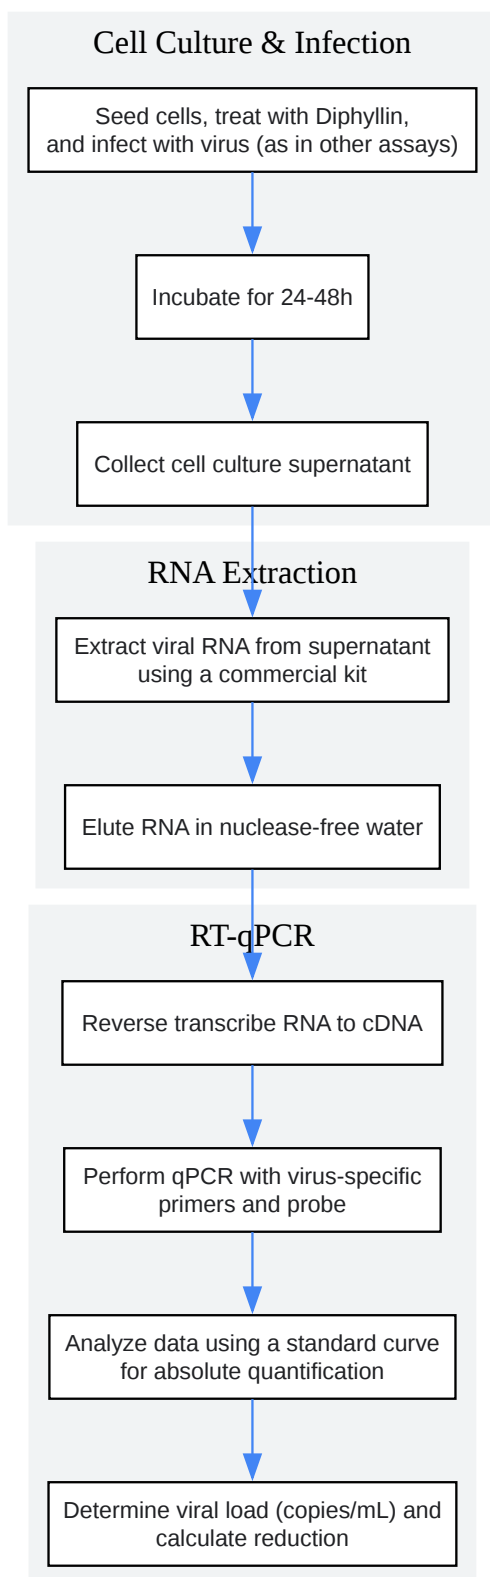 Cell Culture & Infection
Seed cells, treat with Diphyllin,
and infect with virus (as in other assays)
Incubate for 24-48h
Collect cell culture supernatant
RNA Extraction
Extract viral RNA from supernatant
using a commercial kit
Elute RNA in nuclease-free water
RT-qPCR
Reverse transcribe RNA to cDNA
Perform qPCR with virus-specific
primers and probe
Analyze data using a standard curve
for absolute quantification
Determine viral load (copies/mL) and
calculate reduction